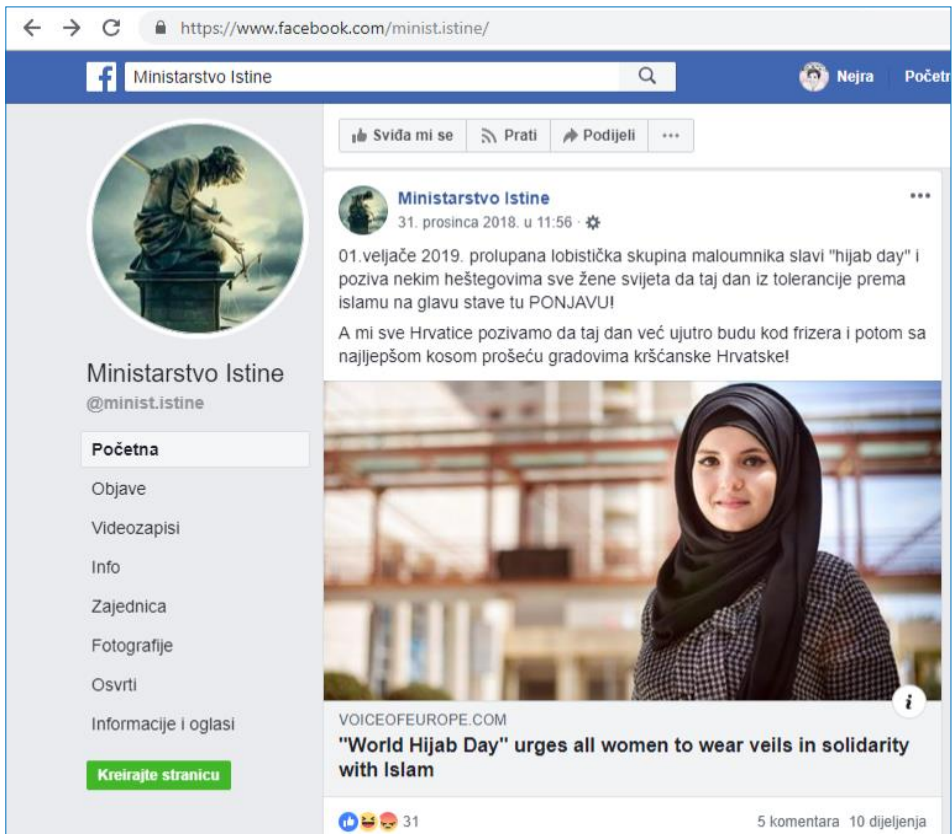 https://www.facebook.com/minist.istine/
Ministarstvo Istine
Nejra
Počet
Sviđa mi se
Prati
Podijeli
Ministarstvo Istine
31. prosinca 2018. u 11:56
01.veljače 2019. prolupana lobistička skupina maloumnika slavi "hijab day" i
poziva nekim heštegovima sve žene svijeta da taj dan iz tolerancije prema
islamu na glavu stave tu PONJAVU!
A mi sve Hrvatice pozivamo da taj dan već ujutro budu kod frizera i potom sa
najljepšom kosom prošeću gradovima kršćanske Hrvatske!
Ministarstvo Istine
@minist.istine
Početna
Objave
Videozapisi
Info
Zajednica
Fotografije
Osvrti
Informacije i oglasi
Kreirajte stranicu
VOICEOFEUROPE.COM
"World Hijab Day" urges all women to wear veils in solidarity
with Islam
31
5 komentara 10 dijeljenja